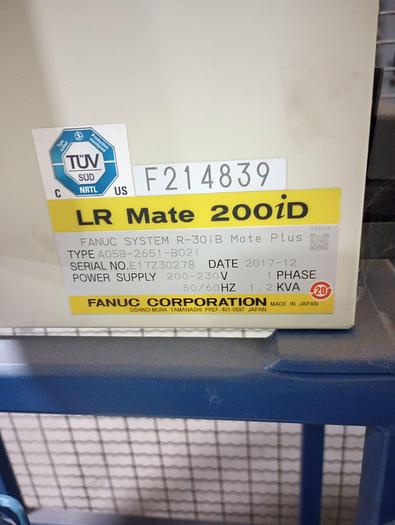 TÜV
SÜD
C NRTL US
F214839
LR Mate 200iD
FANUC SYSTEM R-30iB Mate Plus
TYPE A05B-2651-B021
SERIAL NO. E17Z30278 DATE 2017-12
POWER SUPPLY 200-230V 1 PHASE
50/60HZ 1.2 KVA
20
FANUC CORPORATION MADE IN JAPAN
OSHINO-MURA YAMANASHI PREF. 401-0597 JAPAN